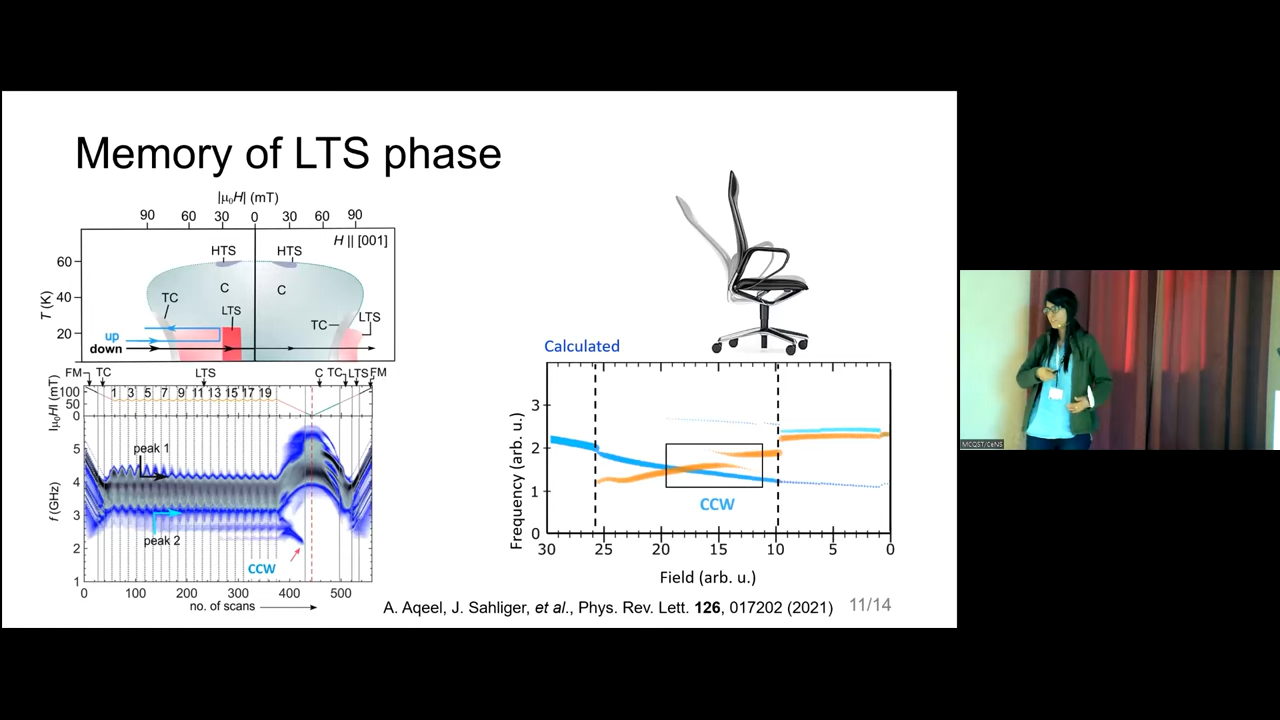 Memory of LTS phase
|μ₀H| (mT)
90 60 30 0 30 60 90
H || [001]
HTS HTS
60
C C
T (K)
40
TC LTS TC LTS
20
up
down
FM TC LTS C TC LTS FM
|μ₀H| (mT)
100
50
0
1 3 5 7 9 11 13 15 17 19
5
peak 1
4
f (GHz)
3
peak 2
2
CCW
1
0 100 200 300 400 500
no. of scans
Calculated
Frequency (arb. u.)
3
2
1
0
CCW
30 25 20 15 10 5 0
Field (arb. u.)
A. Aqeel, J. Sahliger, et al., Phys. Rev. Lett. 126, 017202 (2021)
11/14
MCQST/CeNS